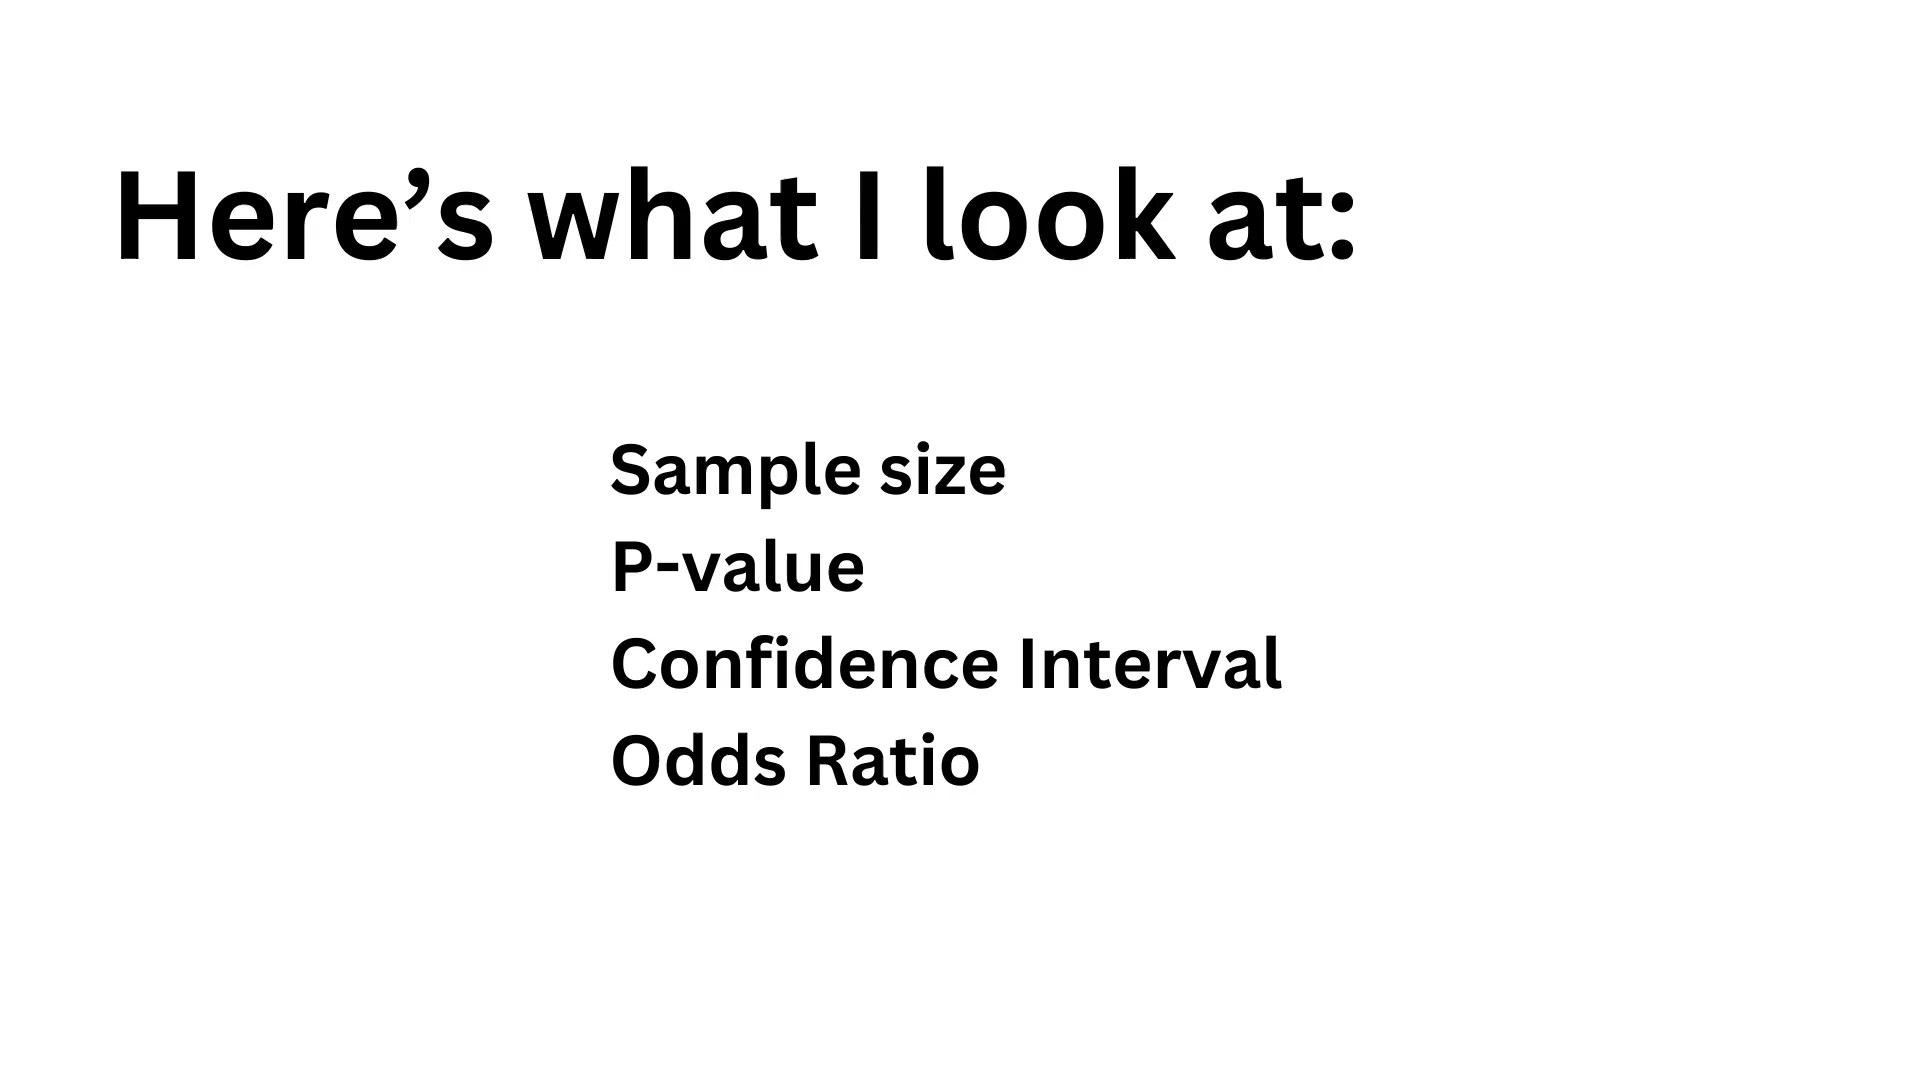 Here’s what I look at:
Sample size
P-value
Confidence Interval
Odds Ratio